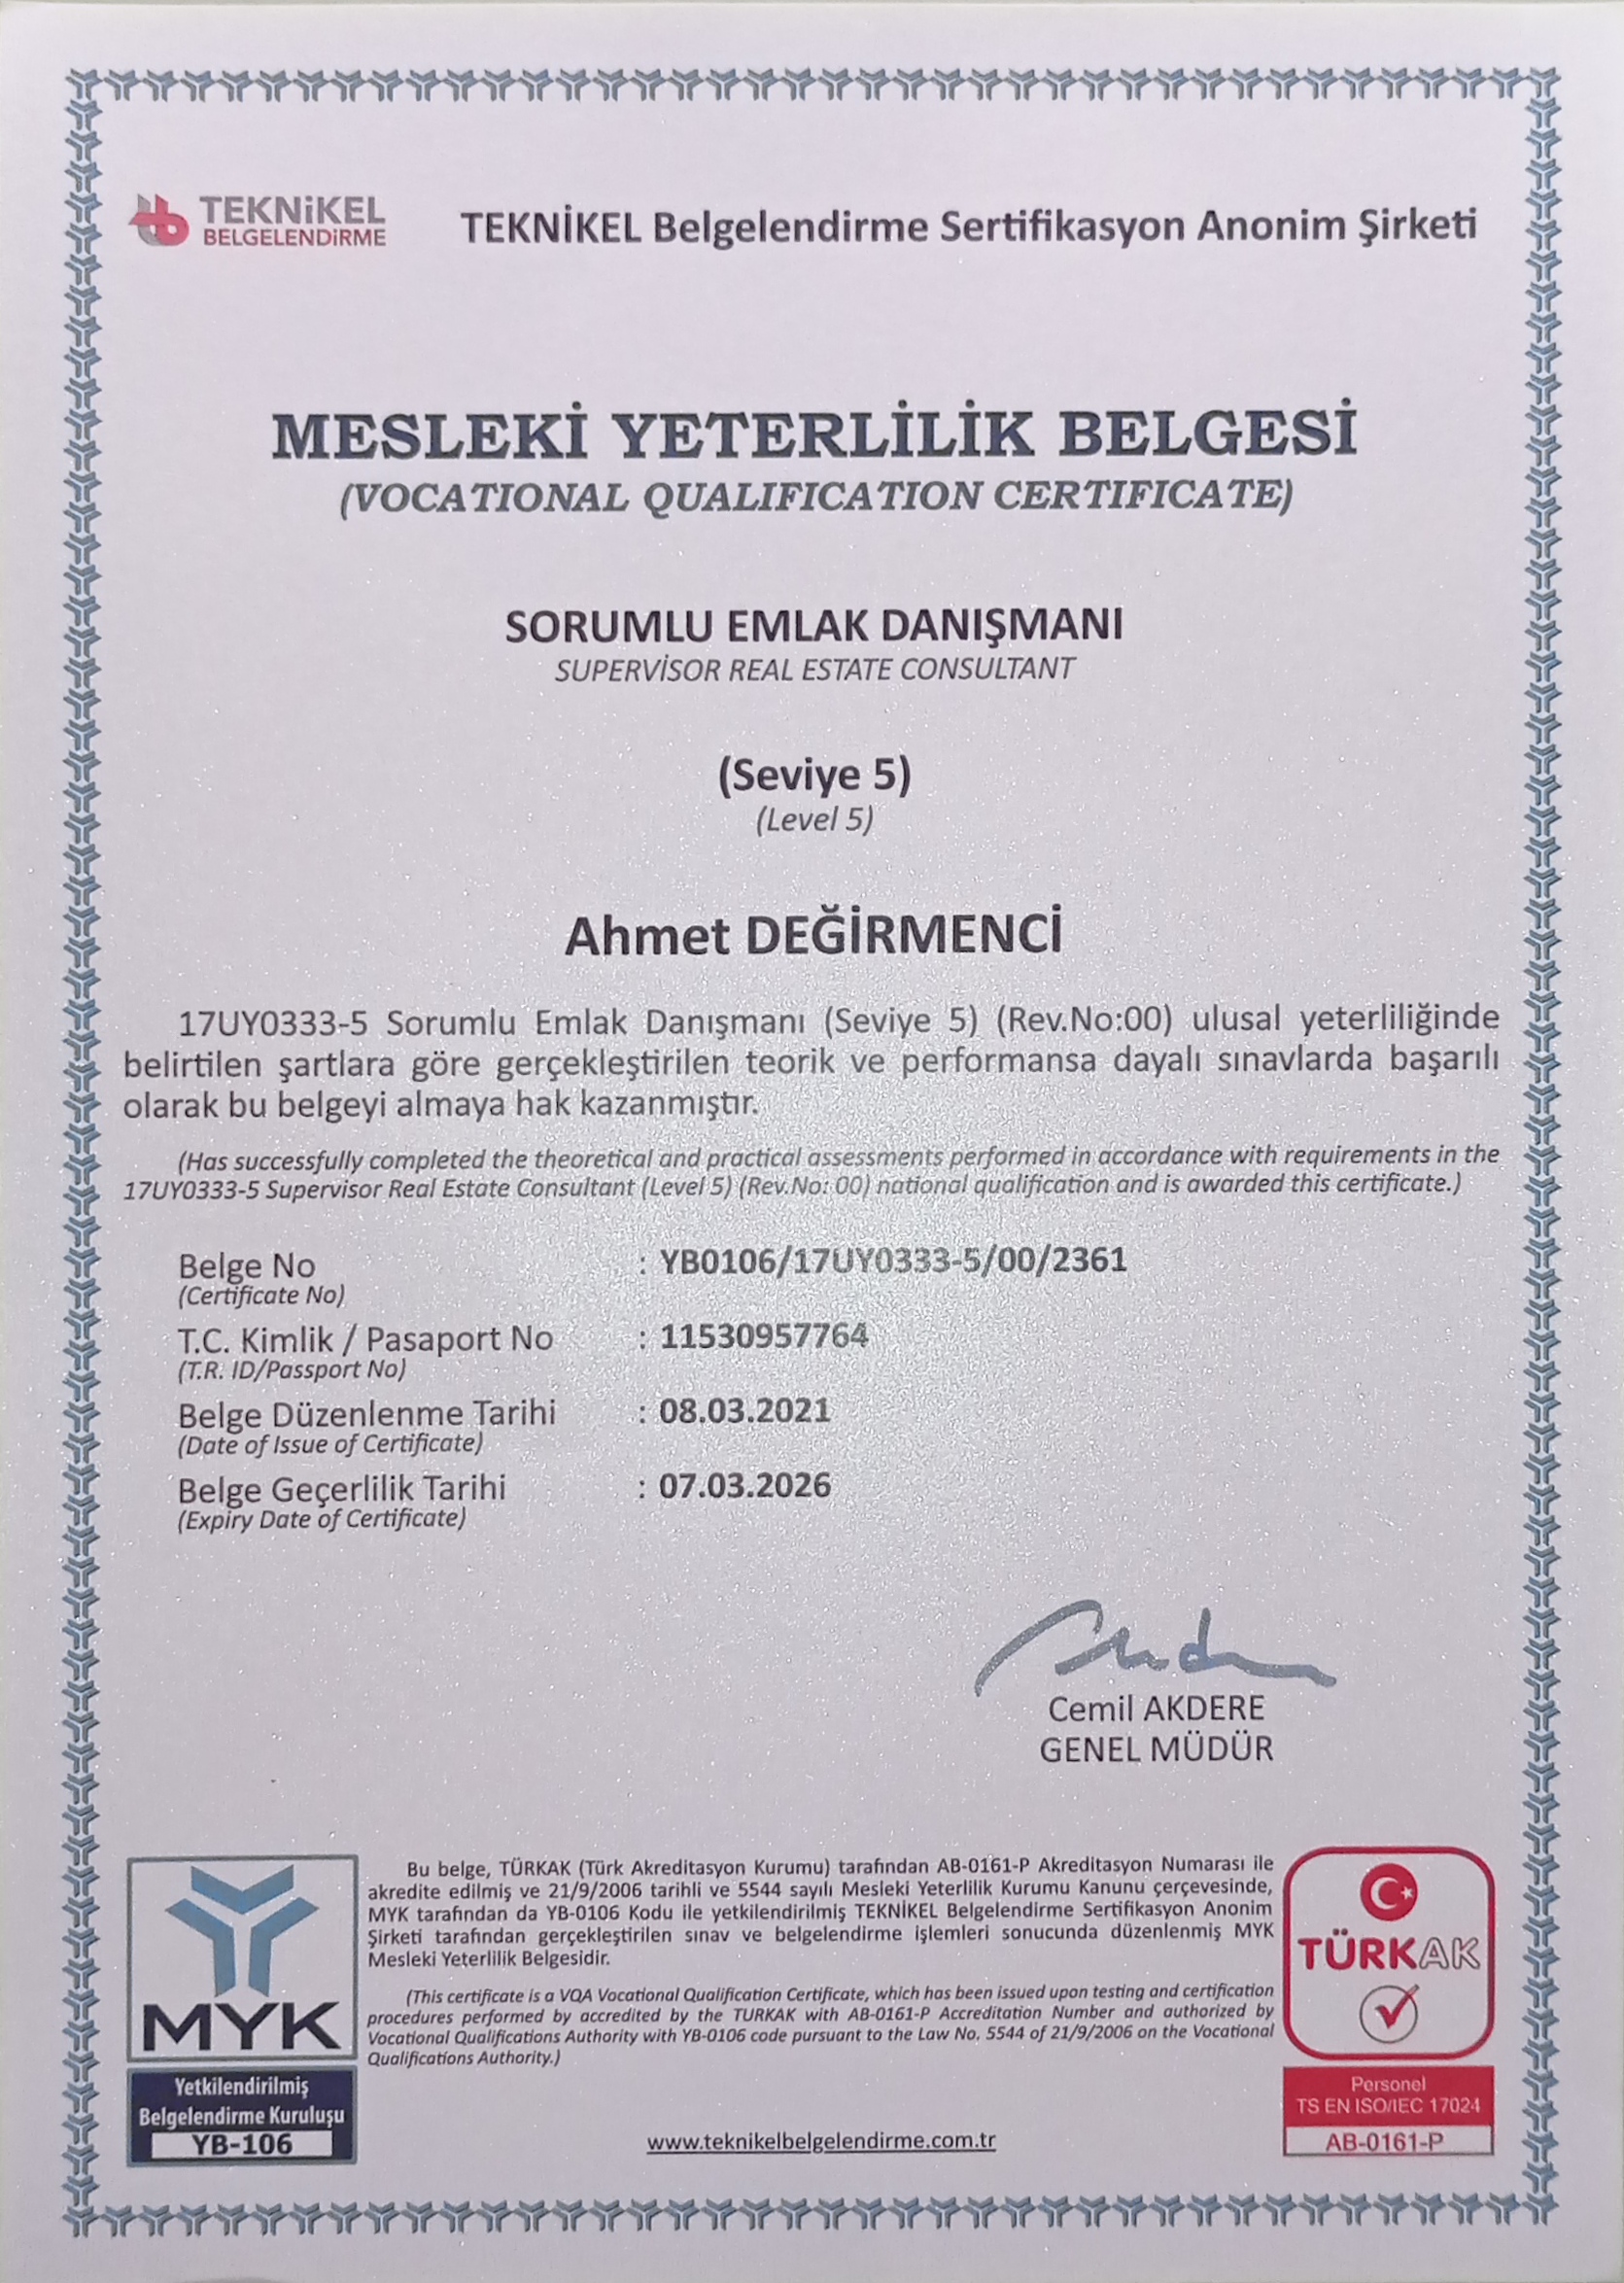 TEKNiKEL
BELGELENDiRME
TEKNİKEL Belgelendirme Sertifikasyon Anonim Şirketi
MESLEKİ YETERLİLİK BELGESİ
(VOCATIONAL QUALIFICATION CERTIFICATE)
SORUMLU EMLAK DANIŞMANI
SUPERVİSOR REAL ESTATE CONSULTANT
(Seviye 5)
(Level 5)
Ahmet DEĞİRMENCİ
17UY0333-5 Sorumlu Emlak Danışmanı (Seviye 5) (Rev.No:00) ulusal yeterliliğinde
belirtilen şartlara göre gerçekleştirilen teorik ve performansa dayalı sınavlarda başarılı
olarak bu belgeyi almaya hak kazanmıştır.
(Has successfully completed the theoretical and practical assessments performed in accordance with requirements in the
17UY0333-5 Supervisor Real Estate Consultant (Level 5) (Rev.No: 00) national qualification and is awarded this certificate.)
Belge No : YB0106/17UY0333-5/00/2361
(Certificate No)
T.C. Kimlik / Pasaport No : 11530957764
(T.R. ID/Passport No)
Belge Düzenlenme Tarihi : 08.03.2021
(Date of Issue of Certificate)
Belge Geçerlilik Tarihi : 07.03.2026
(Expiry Date of Certificate)
Cemil AKDERE
GENEL MÜDÜR
Bu belge, TÜRKAK (Türk Akreditasyon Kurumu) tarafından AB-0161-P Akreditasyon Numarası ile
akredite edilmiş ve 21/9/2006 tarihli ve 5544 sayılı Mesleki Yeterlilik Kurumu Kanunu çerçevesinde,
MYK tarafından da YB-0106 Kodu ile yetkilendirilmiş TEKNİKEL Belgelendirme Sertifikasyon Anonim
Şirketi tarafından gerçekleştirilen sınav ve belgelendirme işlemleri sonucunda düzenlenmiş MYK
Mesleki Yeterlilik Belgesidir.
(This certificate is a VQA Vocational Qualification Certificate, which has been issued upon testing and certification
procedures performed by accredited by the TURKAK with AB-0161-P Accreditation Number and authorized by
Vocational Qualifications Authority with YB-0106 code pursuant to the Law No. 5544 of 21/9/2006 on the Vocational
Qualifications Authority.)
MYK
Yetkilendirilmiş
Belgelendirme Kuruluşu
YB-106
www.teknikelbelgelendirme.com.tr
TÜRKAK
Personel
TS EN ISO/IEC 17024
AB-0161-P